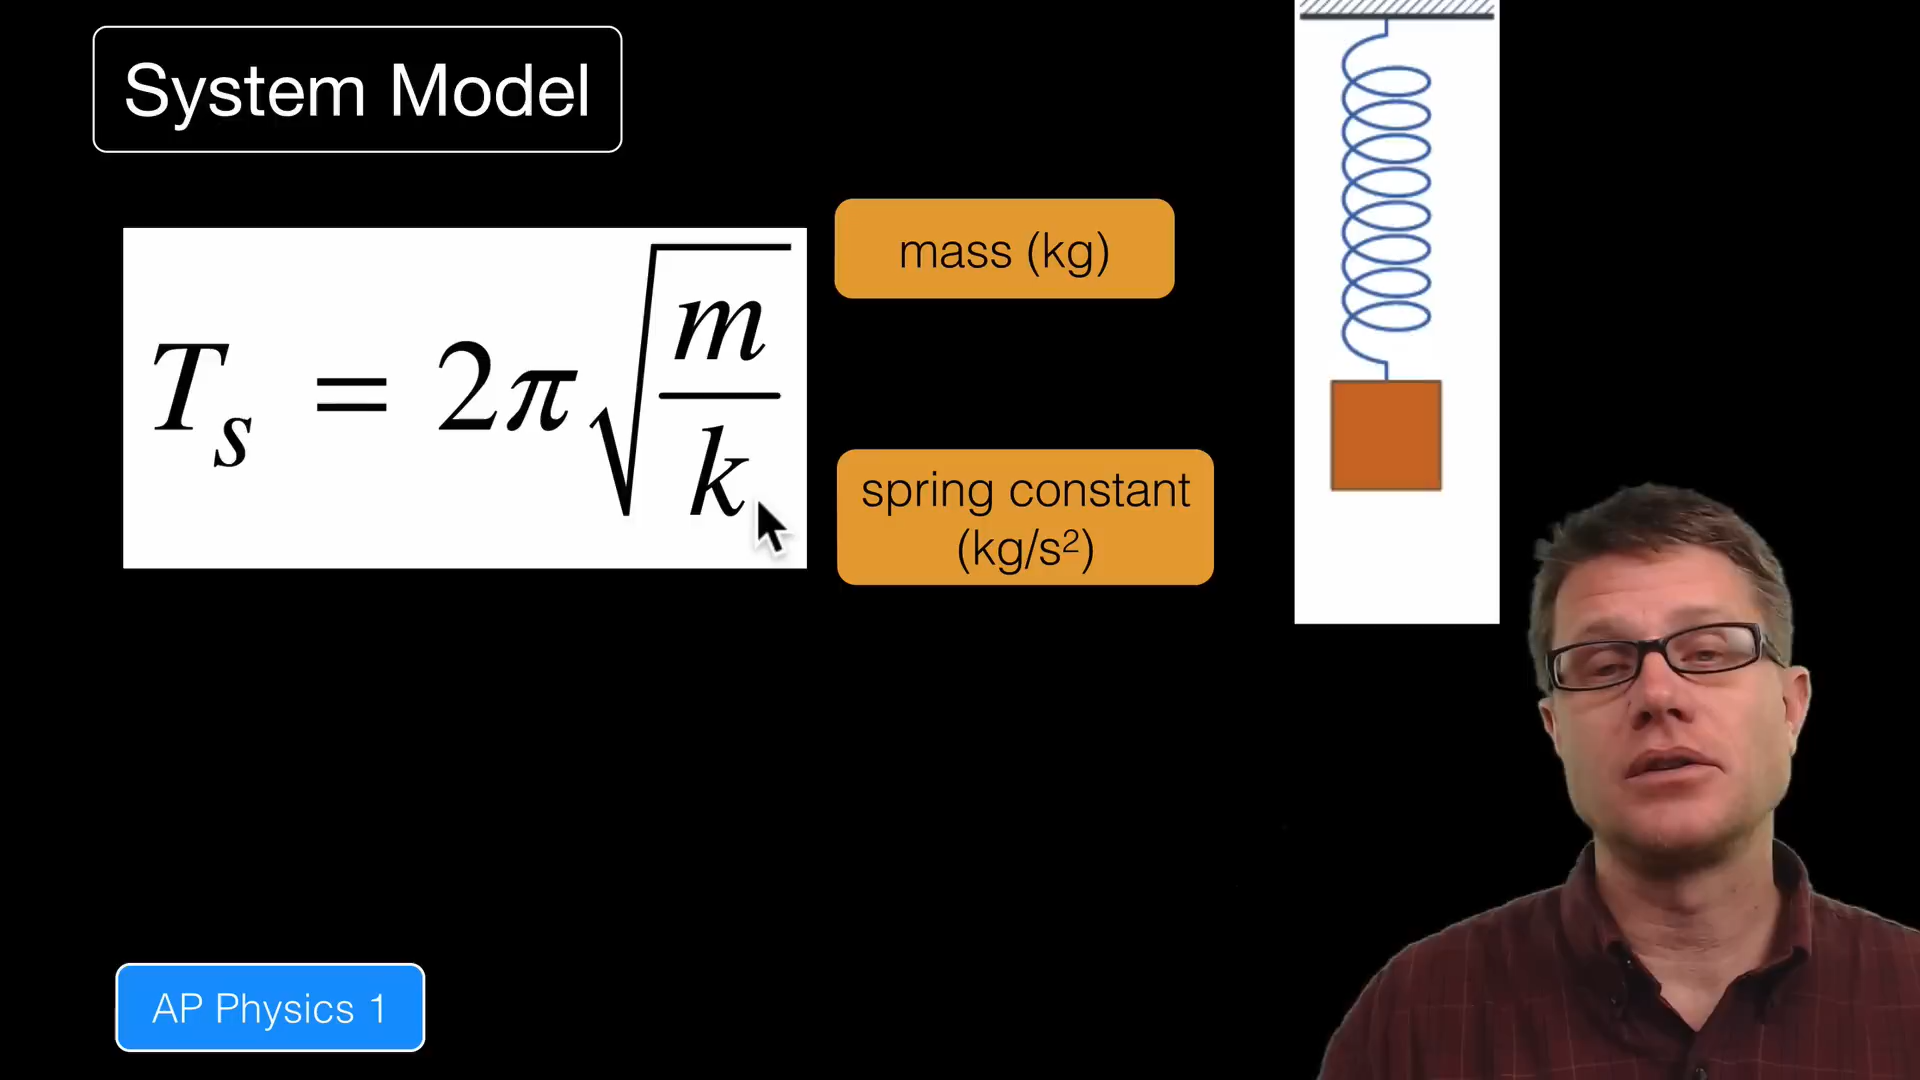 System Model
mass (kg)
T_s = 2π√(m/k)
spring constant
(kg/s²)
AP Physics 1